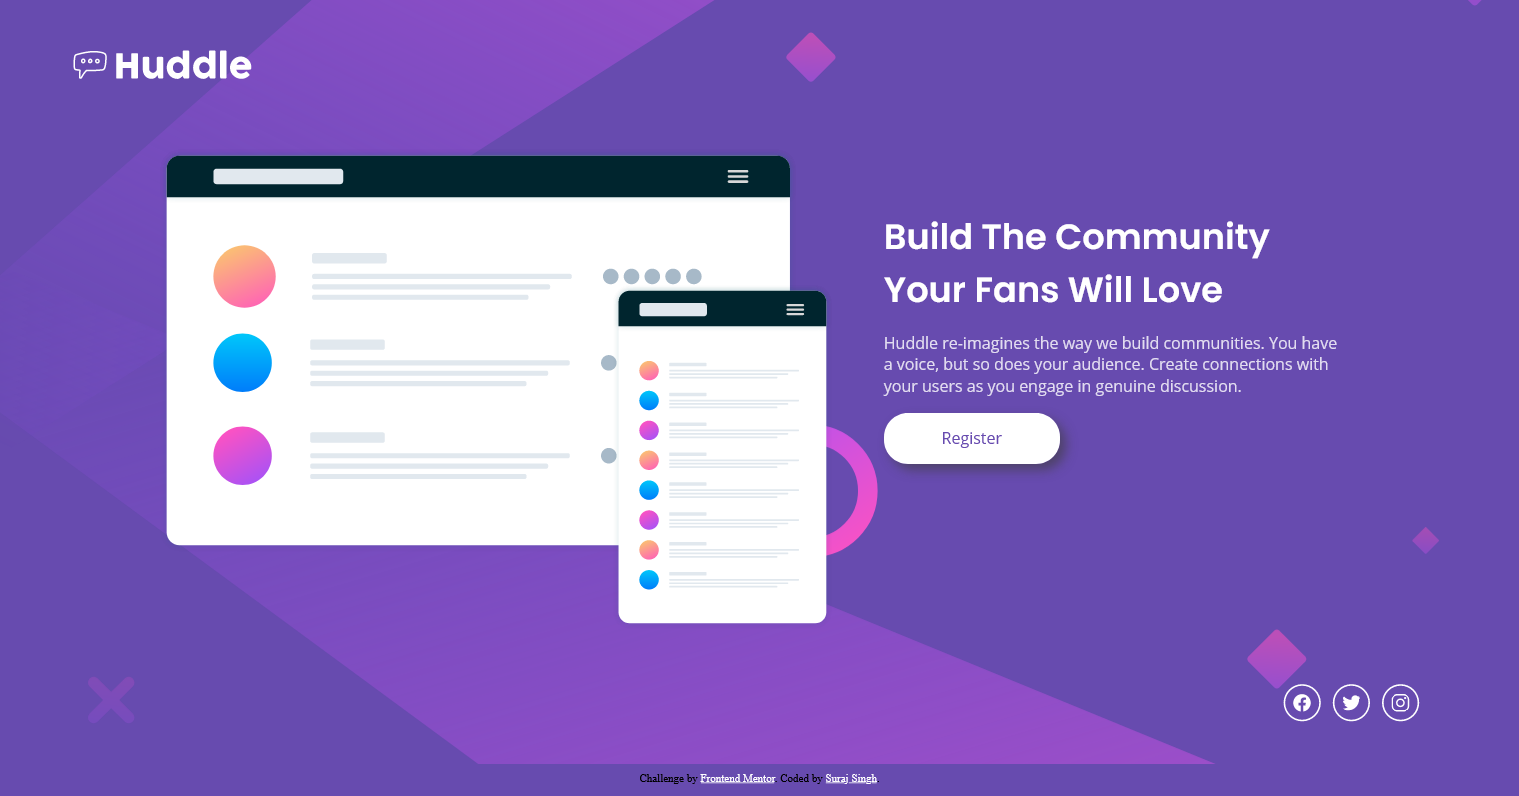 Huddle
Build The Community
Your Fans Will Love
Huddle re-imagines the way we build communities. You have
a voice, but so does your audience. Create connections with
your users as you engage in genuine discussion.
Register
Challenge by Frontend Mentor. Coded by Suraj Singh.